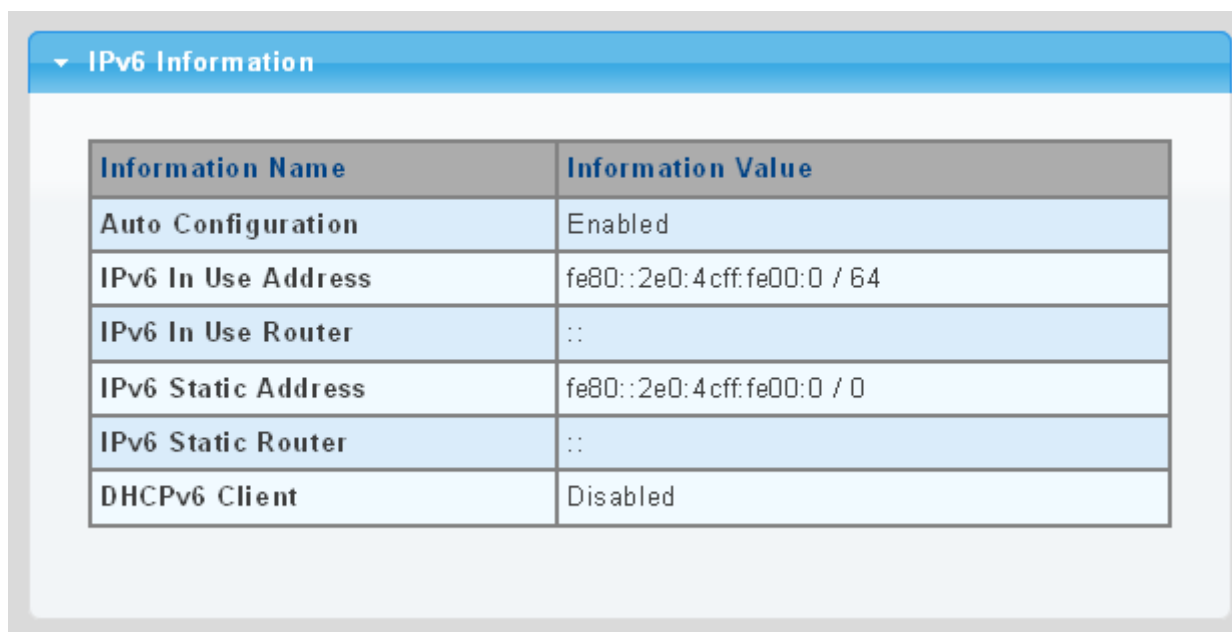 IPv6 Information
Information Name Information Value
Auto Configuration Enabled
IPv6 In Use Address fe80::2e0:4cff:fe00:0 / 64
IPv6 In Use Router ::
IPv6 Static Address fe80::2e0:4cff:fe00:0 / 0
IPv6 Static Router ::
DHCPv6 Client Disabled